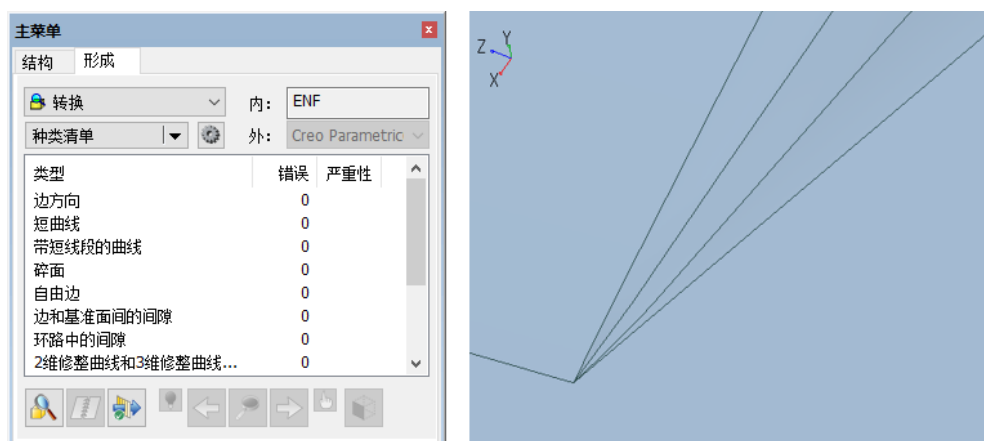 主菜单
结构 形成
转换 内： ENF
种类清单 外： Creo Parametric
类型 错误 严重性
边方向 0
短曲线 0
带短线段的曲线 0
碎面 0
自由边 0
边和基准面间的间隙 0
环路中的间隙 0
2维修整曲线和3维修整曲线... 0
Z Y
X